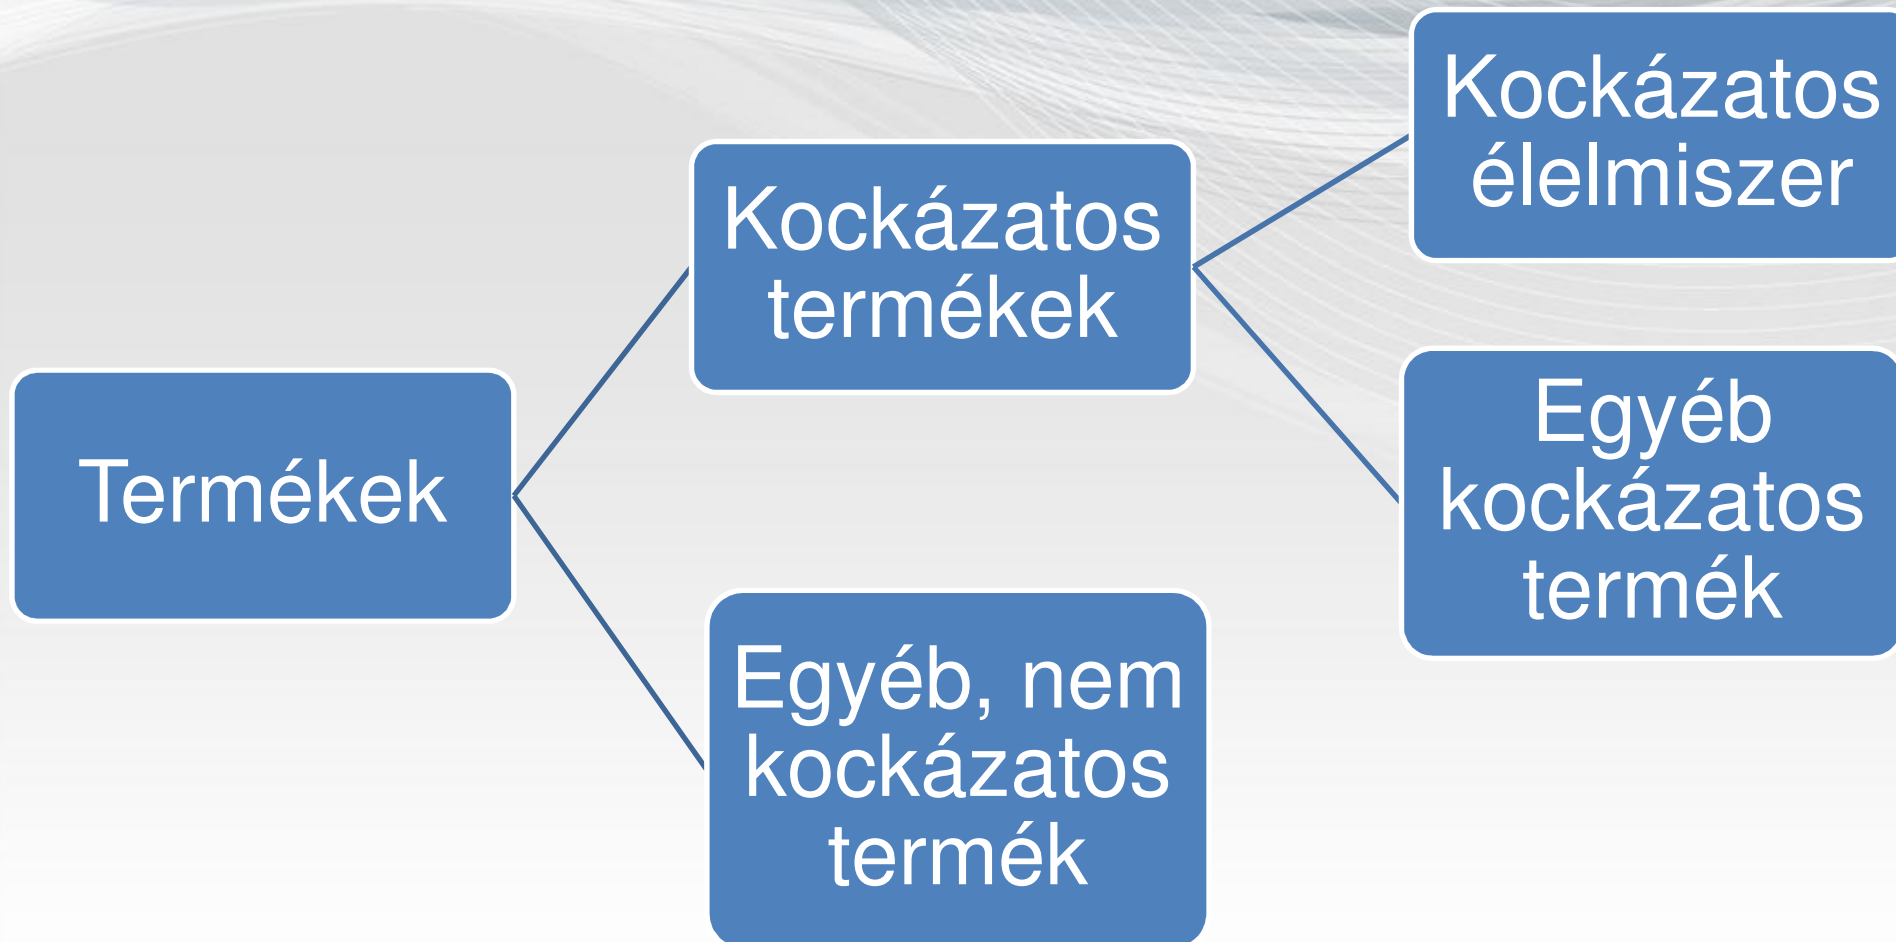 Termékek
Kockázatos
termékek
Egyéb, nem
kockázatos
termék
Kockázatos
élelmiszer
Egyéb
kockázatos
termék